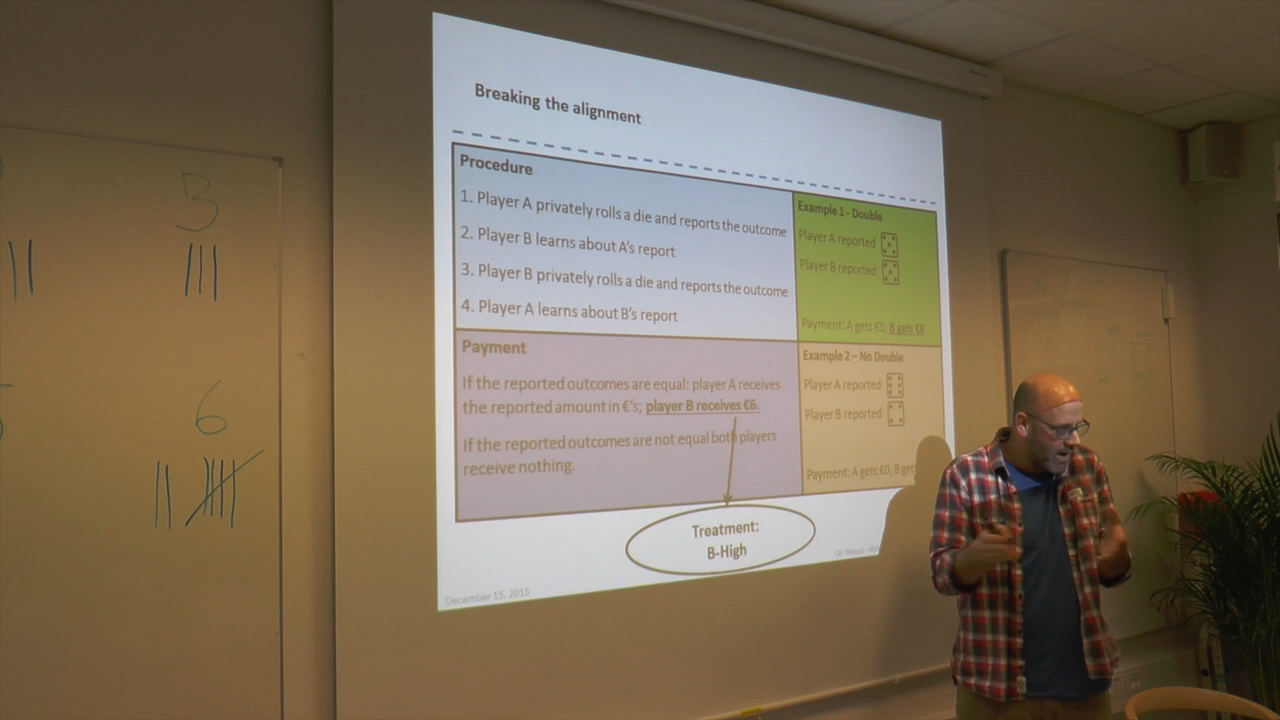 3
6
Breaking the alignment
Procedure
1. Player A privately rolls a die and reports the outcome
2. Player B learns about A's report
3. Player B privately rolls a die and reports the outcome
4. Player A learns about B's report
Example 1 - Double
Player A reported
Player B reported
Payment: A gets €5, B gets €6
Payment
If the reported outcomes are equal: player A receives
the reported amount in €'s; player B receives €6.
If the reported outcomes are not equal both players
receive nothing.
Example 2 – No Double
Player A reported
Player B reported
Payment: A gets €0, B gets
Treatment:
B-High
December 15, 2015